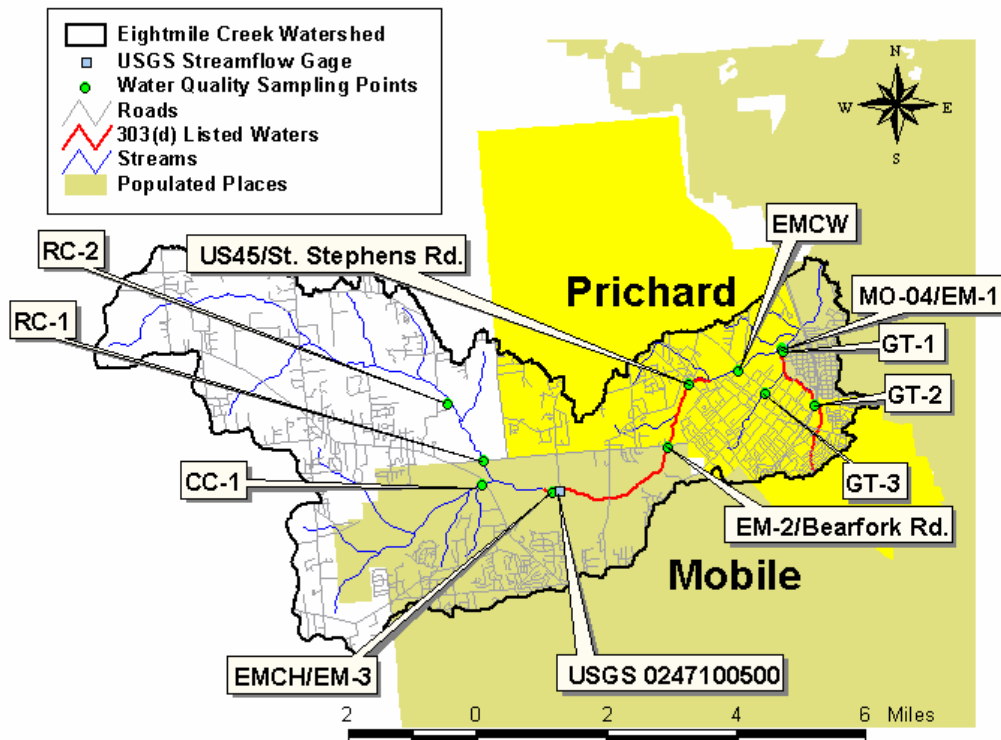 Eightmile Creek Watershed
USGS Streamflow Gage
Water Quality Sampling Points
Roads
303(d) Listed Waters
Streams
Populated Places
N
W E
S
EMCW
RC-2
US45/St. Stephens Rd.
Prichard
MO-04/EM-1
RC-1
GT-1
GT-2
CC-1
GT-3
EM-2/Bearfork Rd.
Mobile
EMCH/EM-3
USGS 0247100500
2 0 2 4 6 Miles